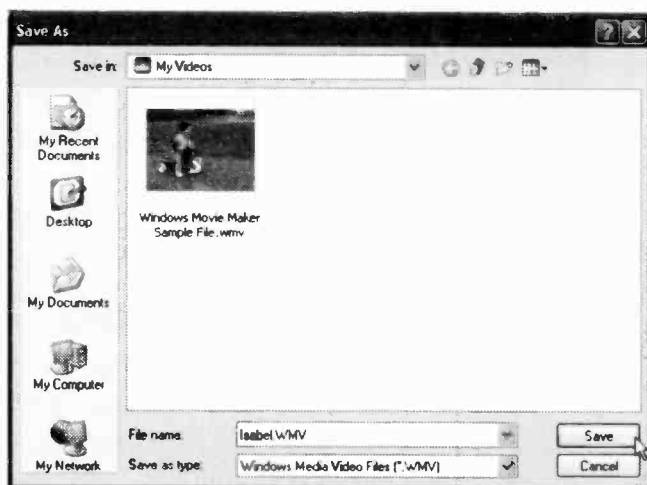 Save As
Save in:
My Videos
My Recent
Documents
Desktop
My Documents
My Computer
My Network
Windows Movie Maker
Sample File.wmv
File name:
Isabel.WMV
Save
Save as type:
Windows Media Video Files (*.WMV)
Cancel